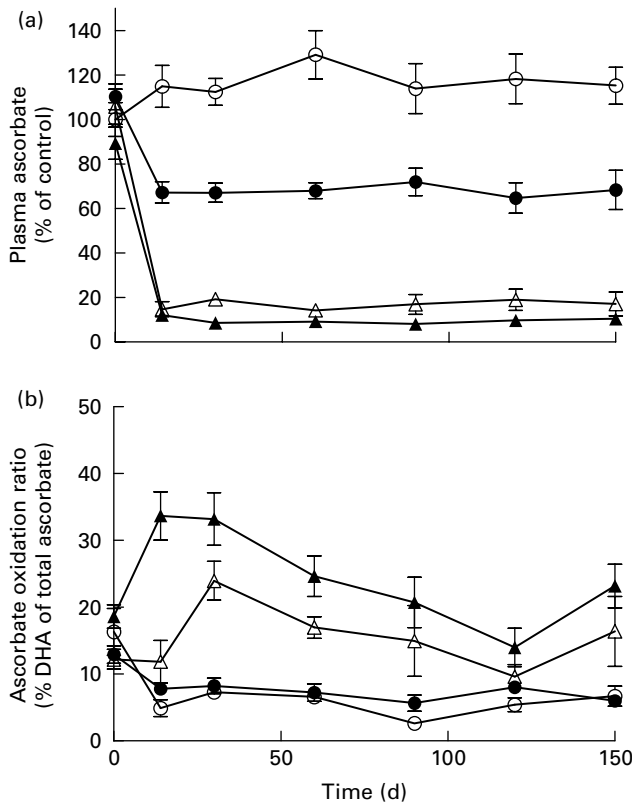 (a)
Plasma ascorbate
(% of control)
140
120
100
80
60
40
20
0
(b)
Ascorbate oxidation ratio
(% DHA of total ascorbate)
50
40
30
20
10
0
0
50
100
150
Time (d)